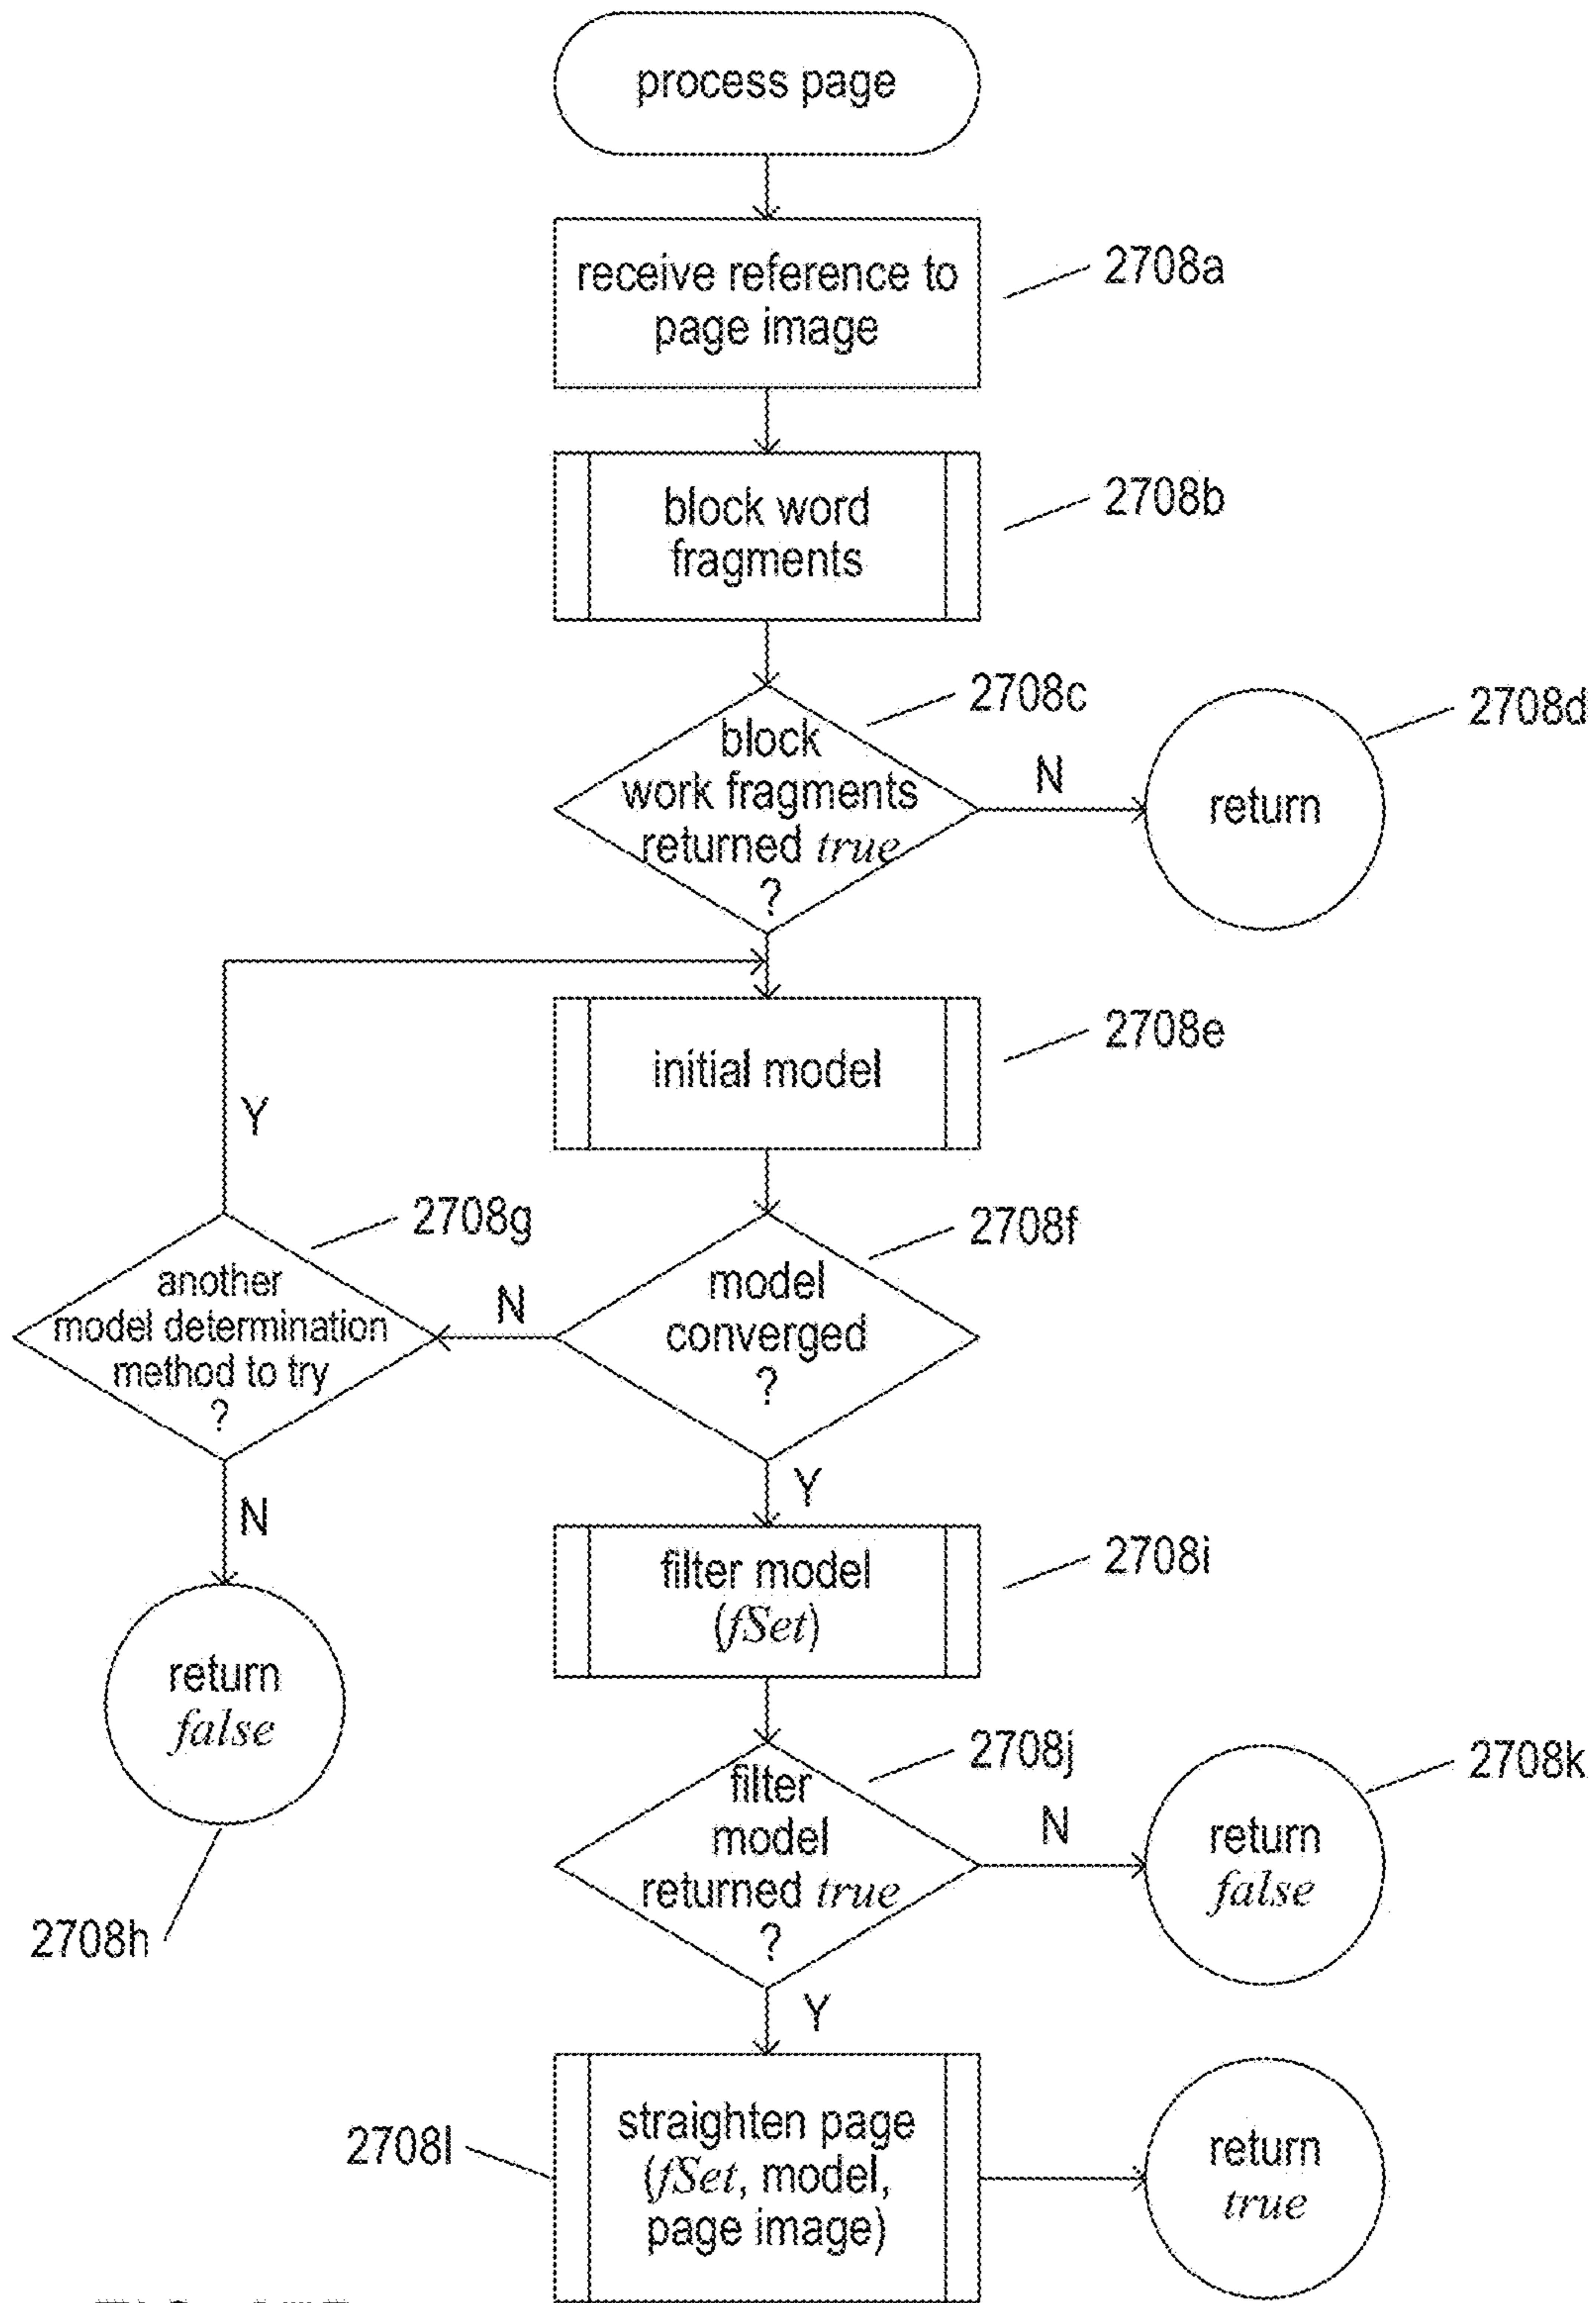 process page
receive reference to
page image
2708a
block word
fragments
2708b
block
work fragments
returned true
?
2708c
N
return
2708d
initial model
2708e
Y
another
model determination
method to try
?
2708g
N
model
converged
?
2708f
N
Y
return
false
2708h
filter model
(fSet)
2708i
filter
model
returned true
?
2708j
N
return
false
2708k
Y
straighten page
(fSet, model,
page image)
2708l
return
true